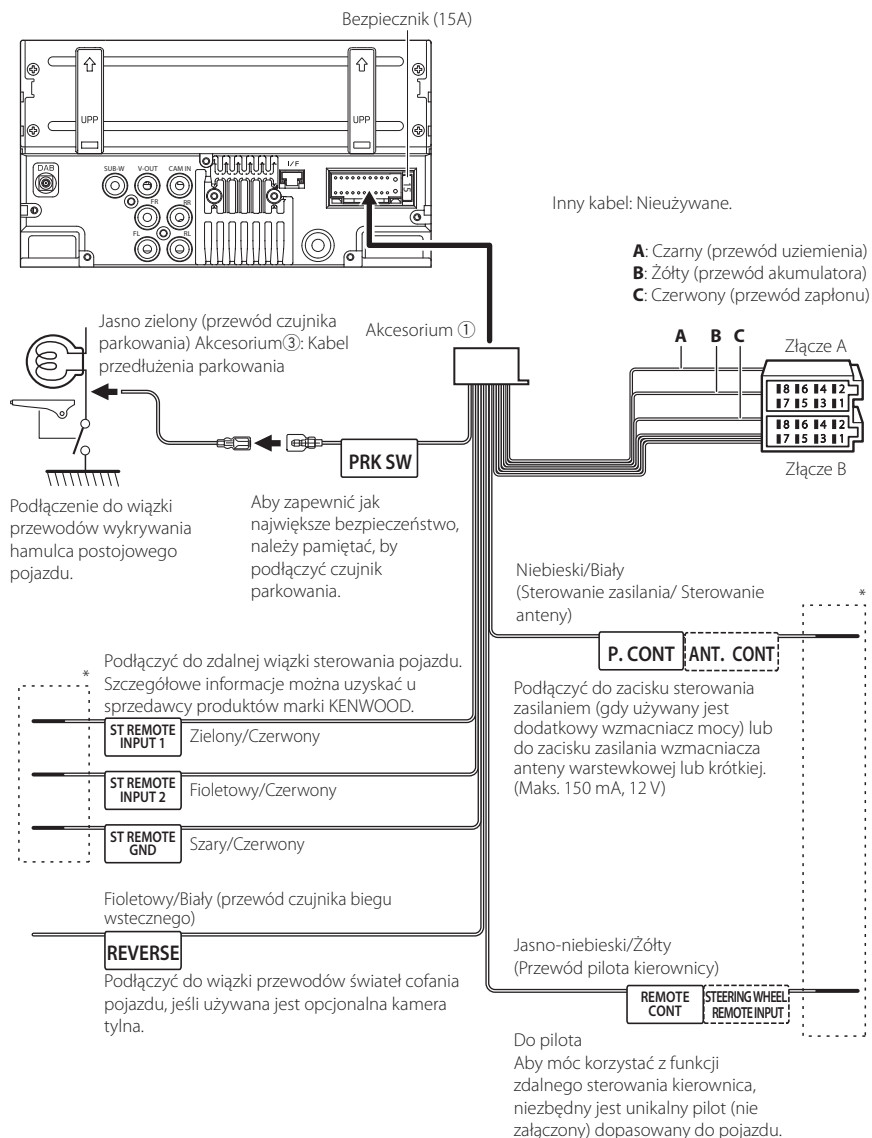 Bezpiecznik (15A)
UPP
UPP
DAB
SUB-W
V-OUT
CAM IN
I/F
15
FR
RR
FL
RL
Inny kabel: Nieużywane.
A: Czarny (przewód uziemienia)
B: Żółty (przewód akumulatora)
C: Czerwony (przewód zapłonu)
Jasno zielony (przewód czujnika
parkowania) Akcesorium③: Kabel
przedłużenia parkowania
Akcesorium ①
A B C
Złącze A
8 6 4 2
7 5 3 1
8 6 4 2
7 5 3 1
Złącze B
PRK SW
Podłączenie do wiązki
przewodów wykrywania
hamulca postojowego
pojazdu.
Aby zapewnić jak
największe bezpieczeństwo,
należy pamiętać, by
podłączyć czujnik
parkowania.
Niebieski/Biały
(Sterowanie zasilania/ Sterowanie
anteny)
*
P. CONT
ANT. CONT
Podłączyć do zacisku sterowania
zasilaniem (gdy używany jest
dodatkowy wzmacniacz mocy) lub
do zacisku zasilania wzmacniacza
anteny warstewkowej lub krótkiej.
(Maks. 150 mA, 12 V)
*
Podłączyć do zdalnej wiązki sterowania pojazdu.
Szczegółowe informacje można uzyskać u
sprzedawcy produktów marki KENWOOD.
ST REMOTE
INPUT 1
Zielony/Czerwony
ST REMOTE
INPUT 2
Fioletowy/Czerwony
ST REMOTE
GND
Szary/Czerwony
Fioletowy/Biały (przewód czujnika biegu
wstecznego)
REVERSE
Podłączyć do wiązki przewodów świateł cofania
pojazdu, jeśli używana jest opcjonalna kamera
tylna.
Jasno-niebieski/Żółty
(Przewód pilota kierownicy)
REMOTE
CONT
STEERING WHEEL
REMOTE INPUT
Do pilota
Aby móc korzystać z funkcji
zdalnego sterowania kierownica,
niezbędny jest unikalny pilot (nie
załączony) dopasowany do pojazdu.